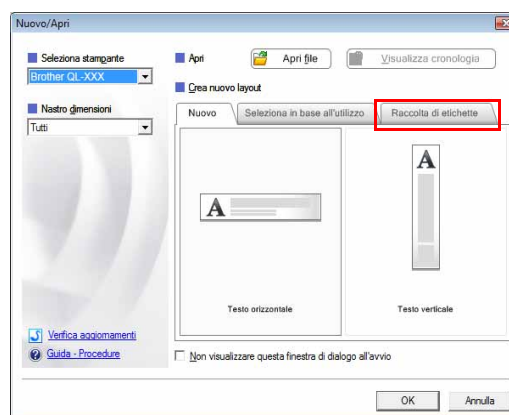 Nuovo/Apri
Seleziona stampante
Brother QL-XXX
Nastro dimensioni
Tutti
Verifica aggiornamenti
Guida - Procedure
Apri
Apri file
Visualizza cronologia
Crea nuovo layout
Nuovo
Seleziona in base all'utilizzo
Raccolta di etichette
A
A
Testo orizzontale
Testo verticale
Non visualizzare questa finestra di dialogo all'avvio
OK
Annulla